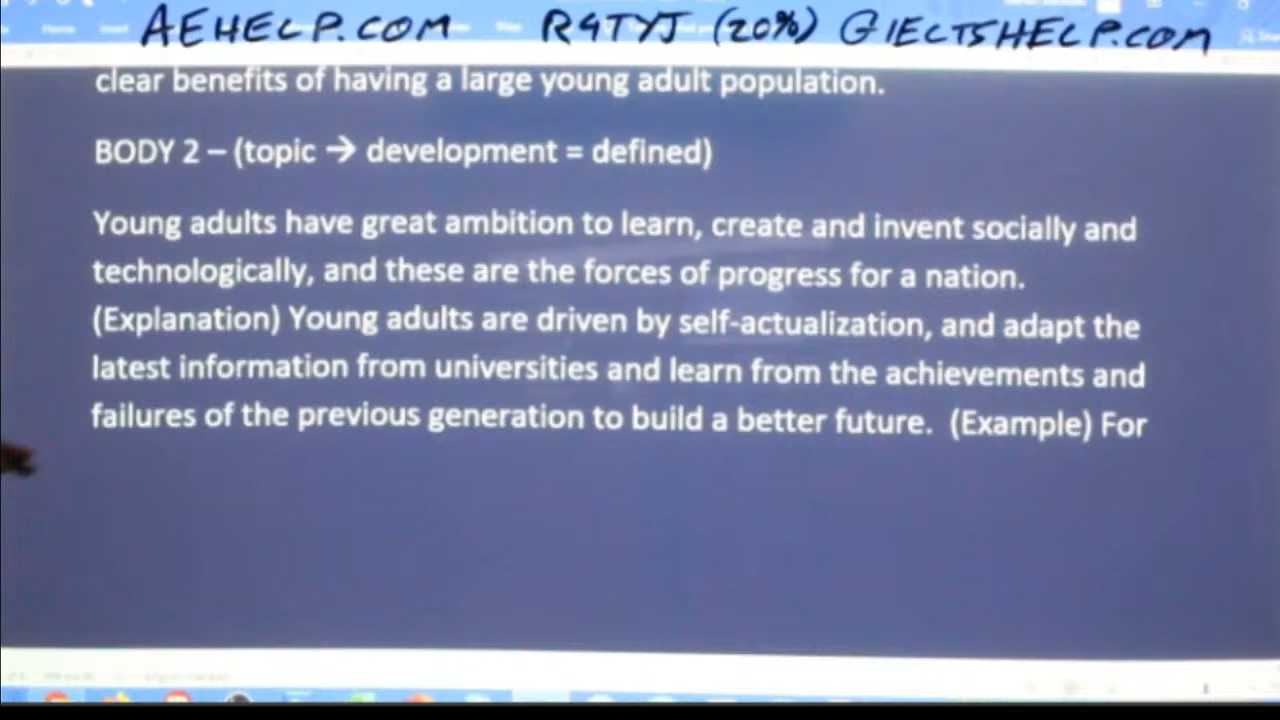 AEHELP.COM R9TYJ (20%) GIELTSHELP.COM
Home
clear benefits of having a large young adult population.
BODY 2 – (topic → development = defined)
Young adults have great ambition to learn, create and invent socially and
technologically, and these are the forces of progress for a nation.
(Explanation) Young adults are driven by self-actualization, and adapt the
latest information from universities and learn from the achievements and
failures of the previous generation to build a better future. (Example) For